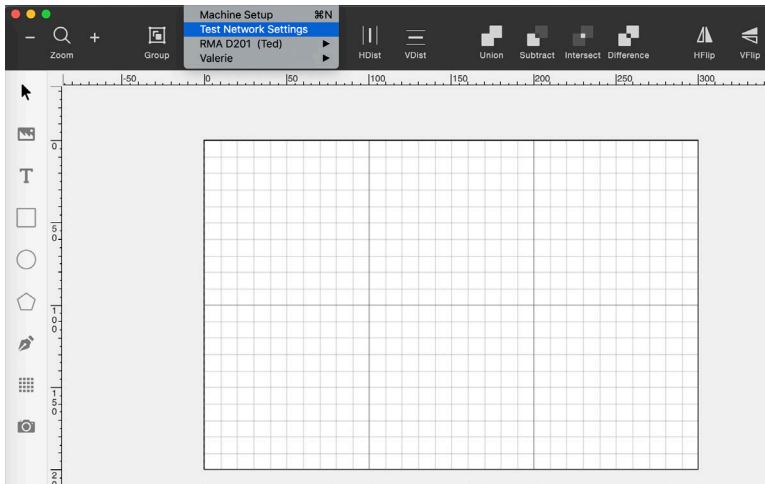 Machine Setup ⌘N
Test Network Settings
RMA D201 (Ted) ▶
Valerie ▶
− + 
Zoom Group HDist VDist Union Subtract Intersect Difference HFlip VFlip
-50 0 50 100 150 200 250 300
T
0
50
100
150
2